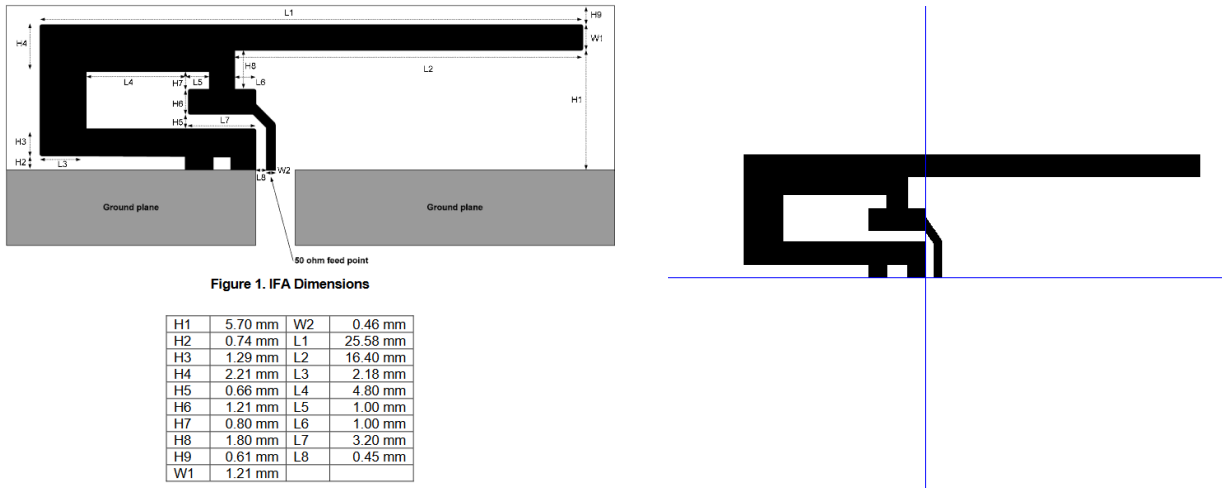 L1
H9
H4
W1
H8
L2
L4
H7
L5
L6
H1
H6
H5
L7
H3
H2
L3
L8
W2
Ground plane
Ground plane
50 ohm feed point
Figure 1. IFA Dimensions
H1 5.70 mm W2 0.46 mm
H2 0.74 mm L1 25.58 mm
H3 1.29 mm L2 16.40 mm
H4 2.21 mm L3 2.18 mm
H5 0.66 mm L4 4.80 mm
H6 1.21 mm L5 1.00 mm
H7 0.80 mm L6 1.00 mm
H8 1.80 mm L7 3.20 mm
H9 0.61 mm L8 0.45 mm
W1 1.21 mm